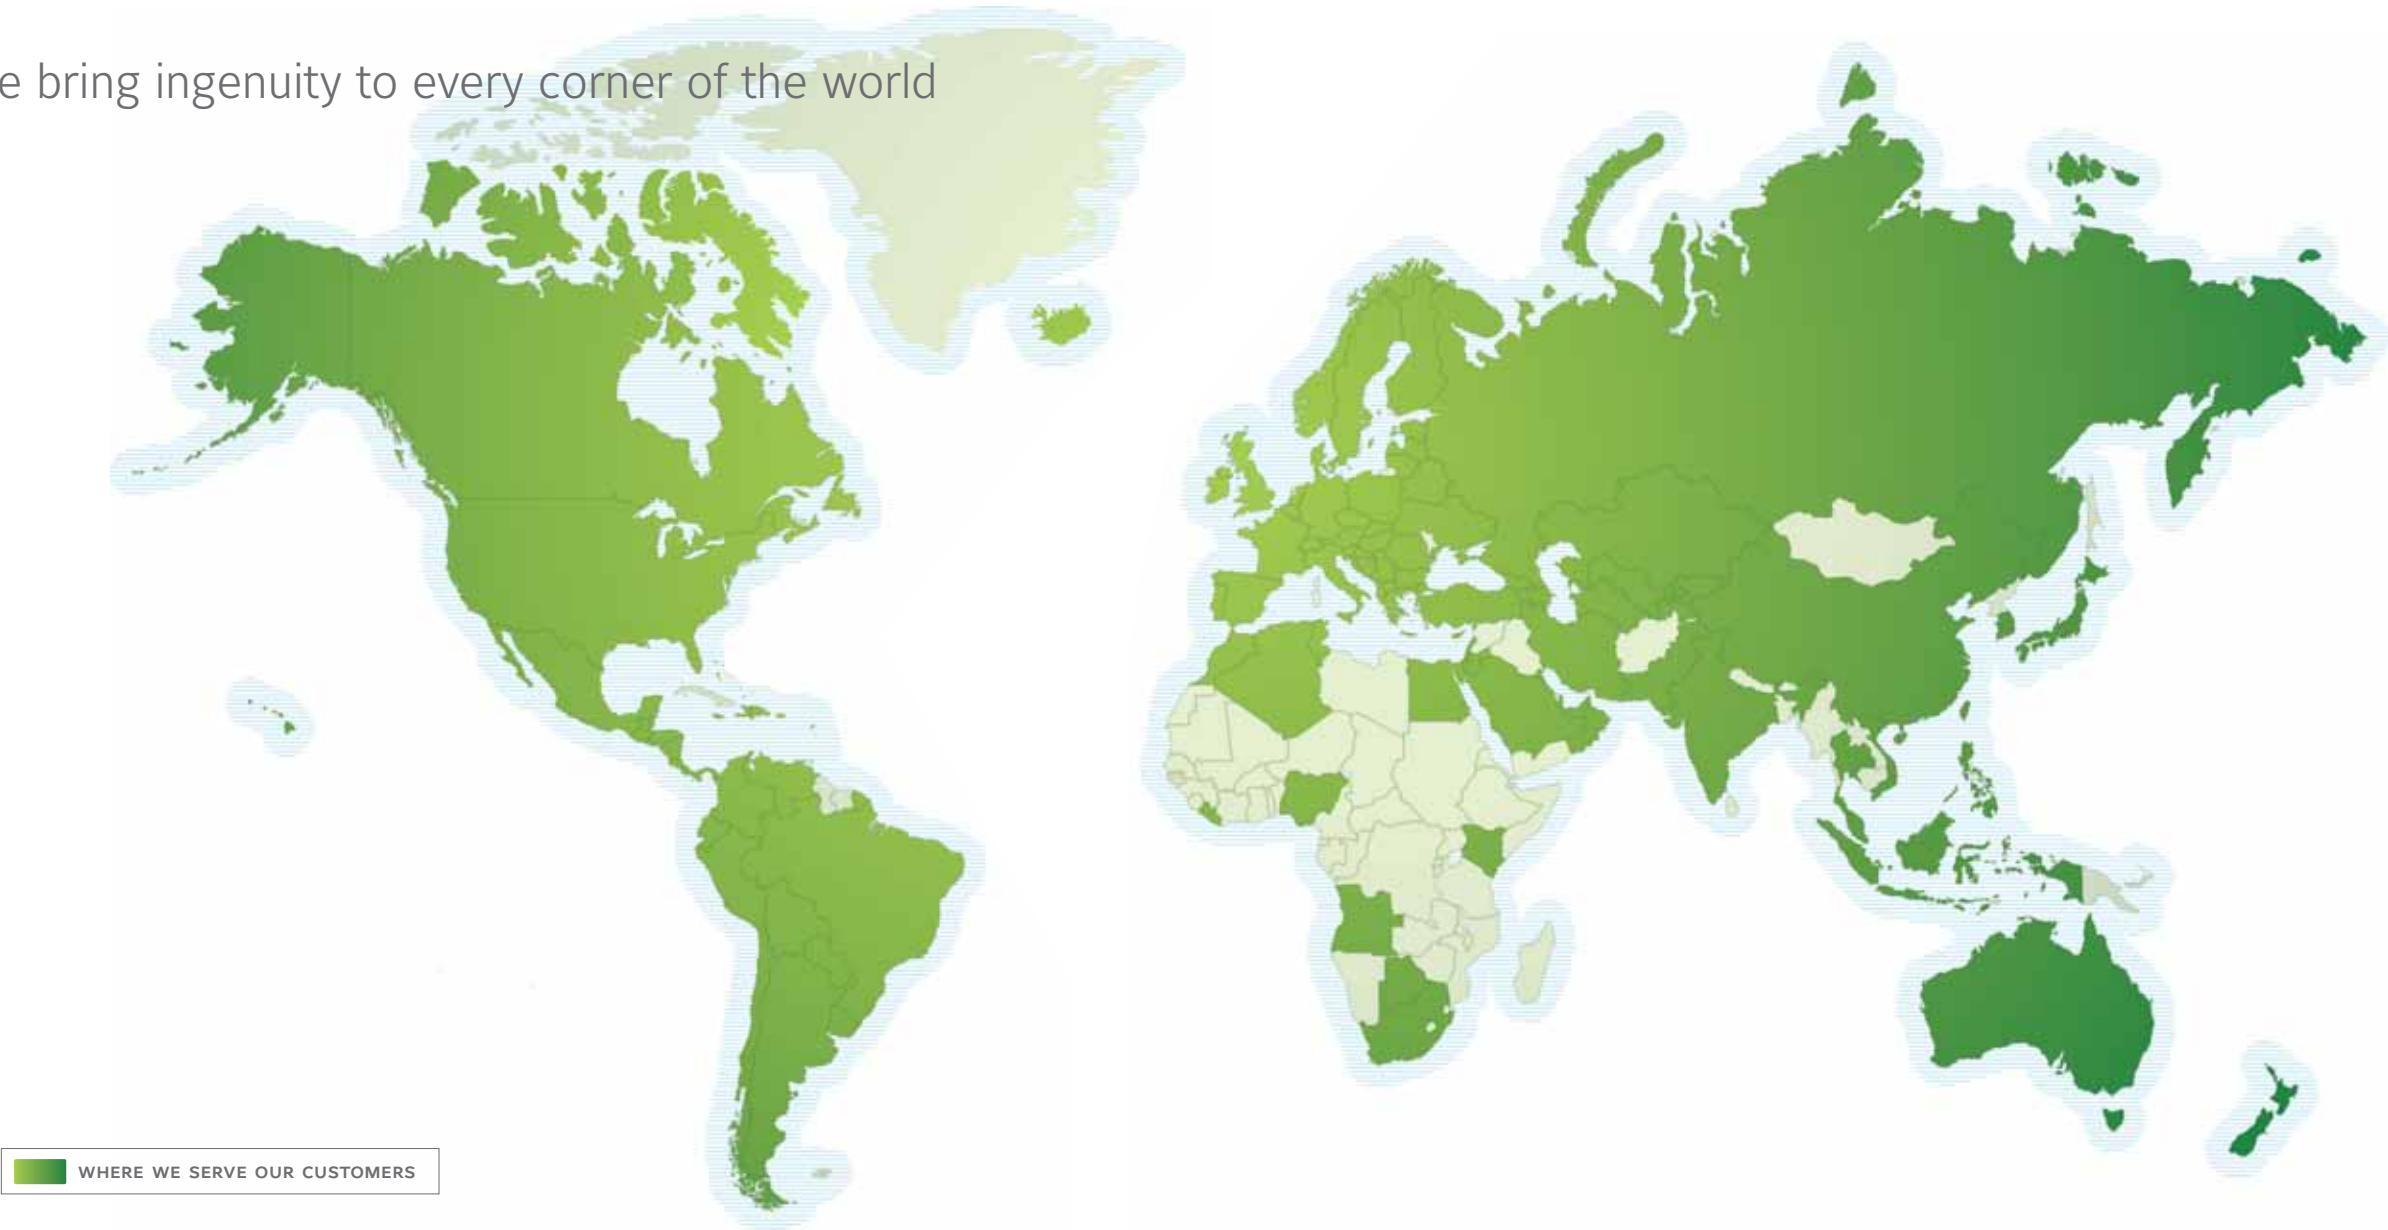 e bring ingenuity to every corner of the world
WHERE WE SERVE OUR CUSTOMERS